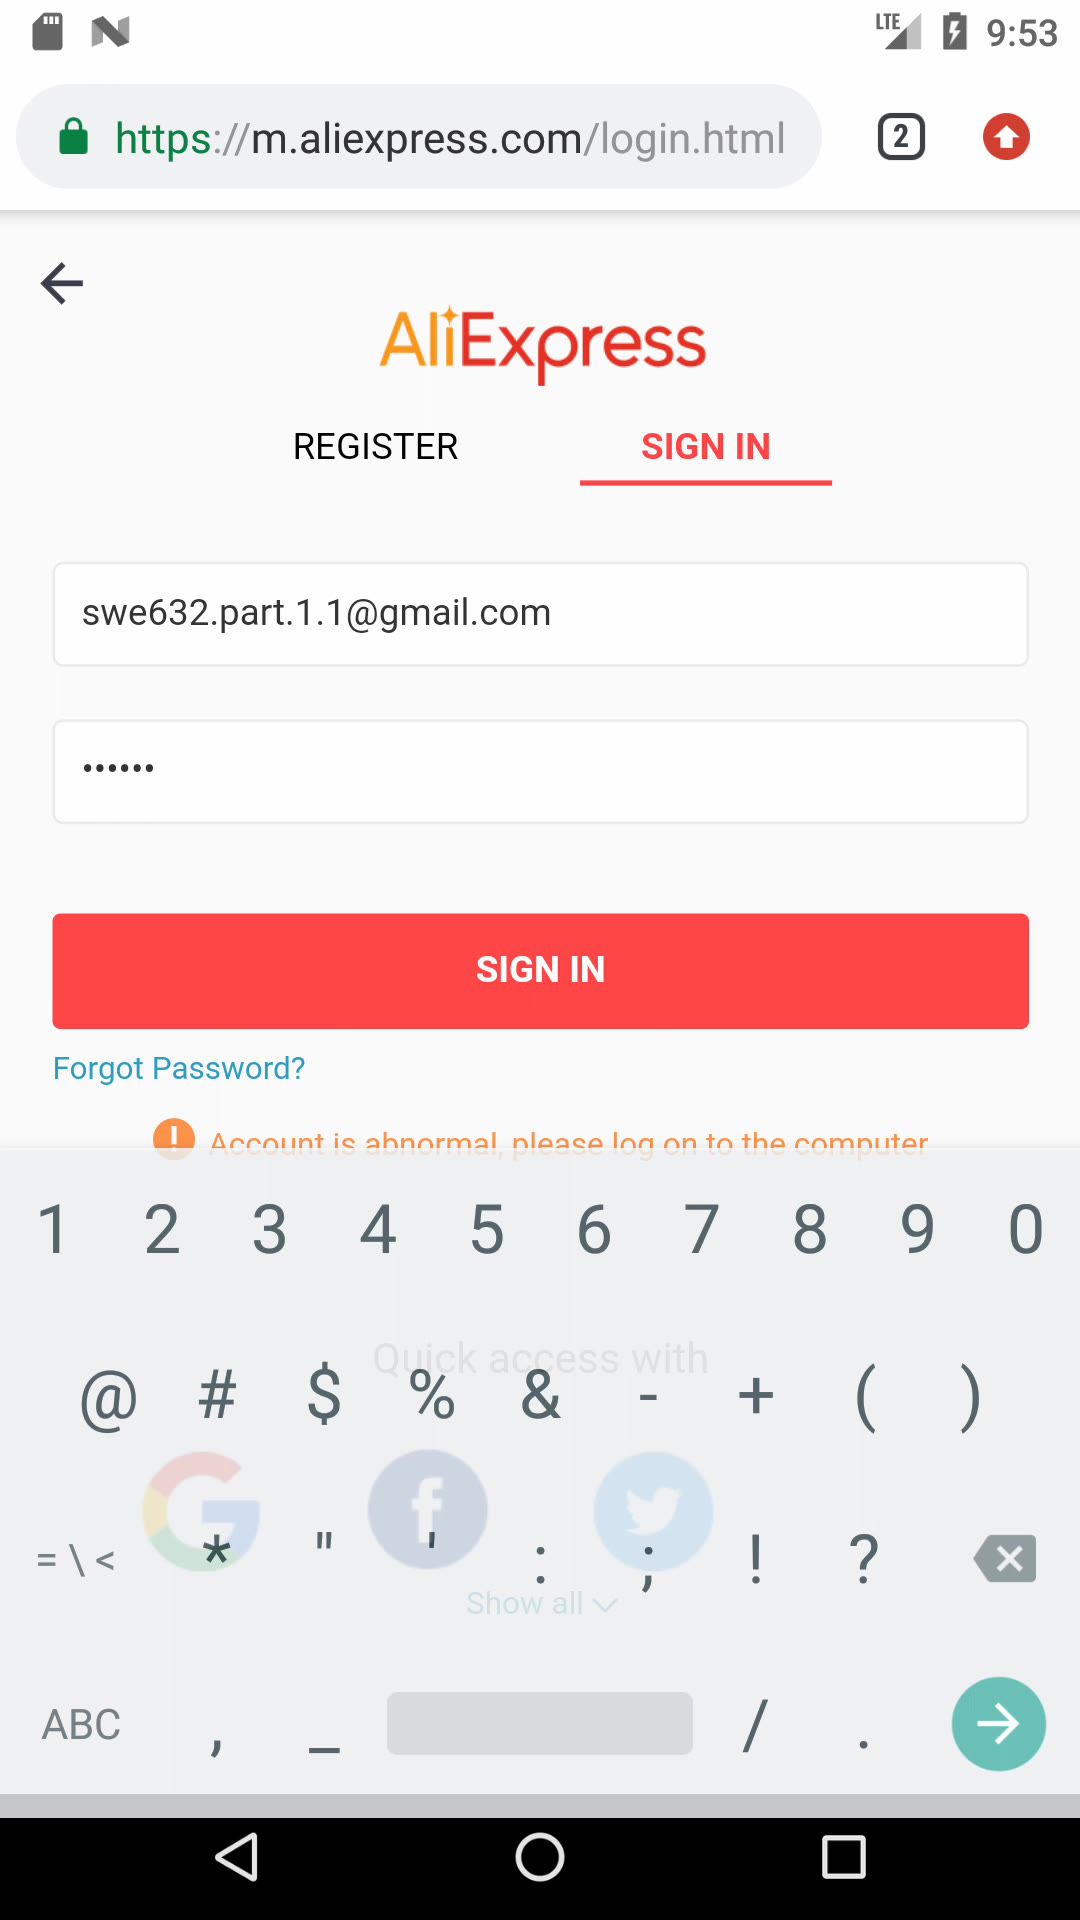 LTE 9:53
https://m.aliexpress.com/login.html 2
AliExpress
REGISTER SIGN IN
swe632.part.1.1@gmail.com
••••••
SIGN IN
Forgot Password?
! Account is abnormal, please log on to the computer
1 2 3 4 5 6 7 8 9 0
Quick access with
@ # $ % & - + ( )
= \ < * " ' : ; ! ?
Show all
ABC , _ / .